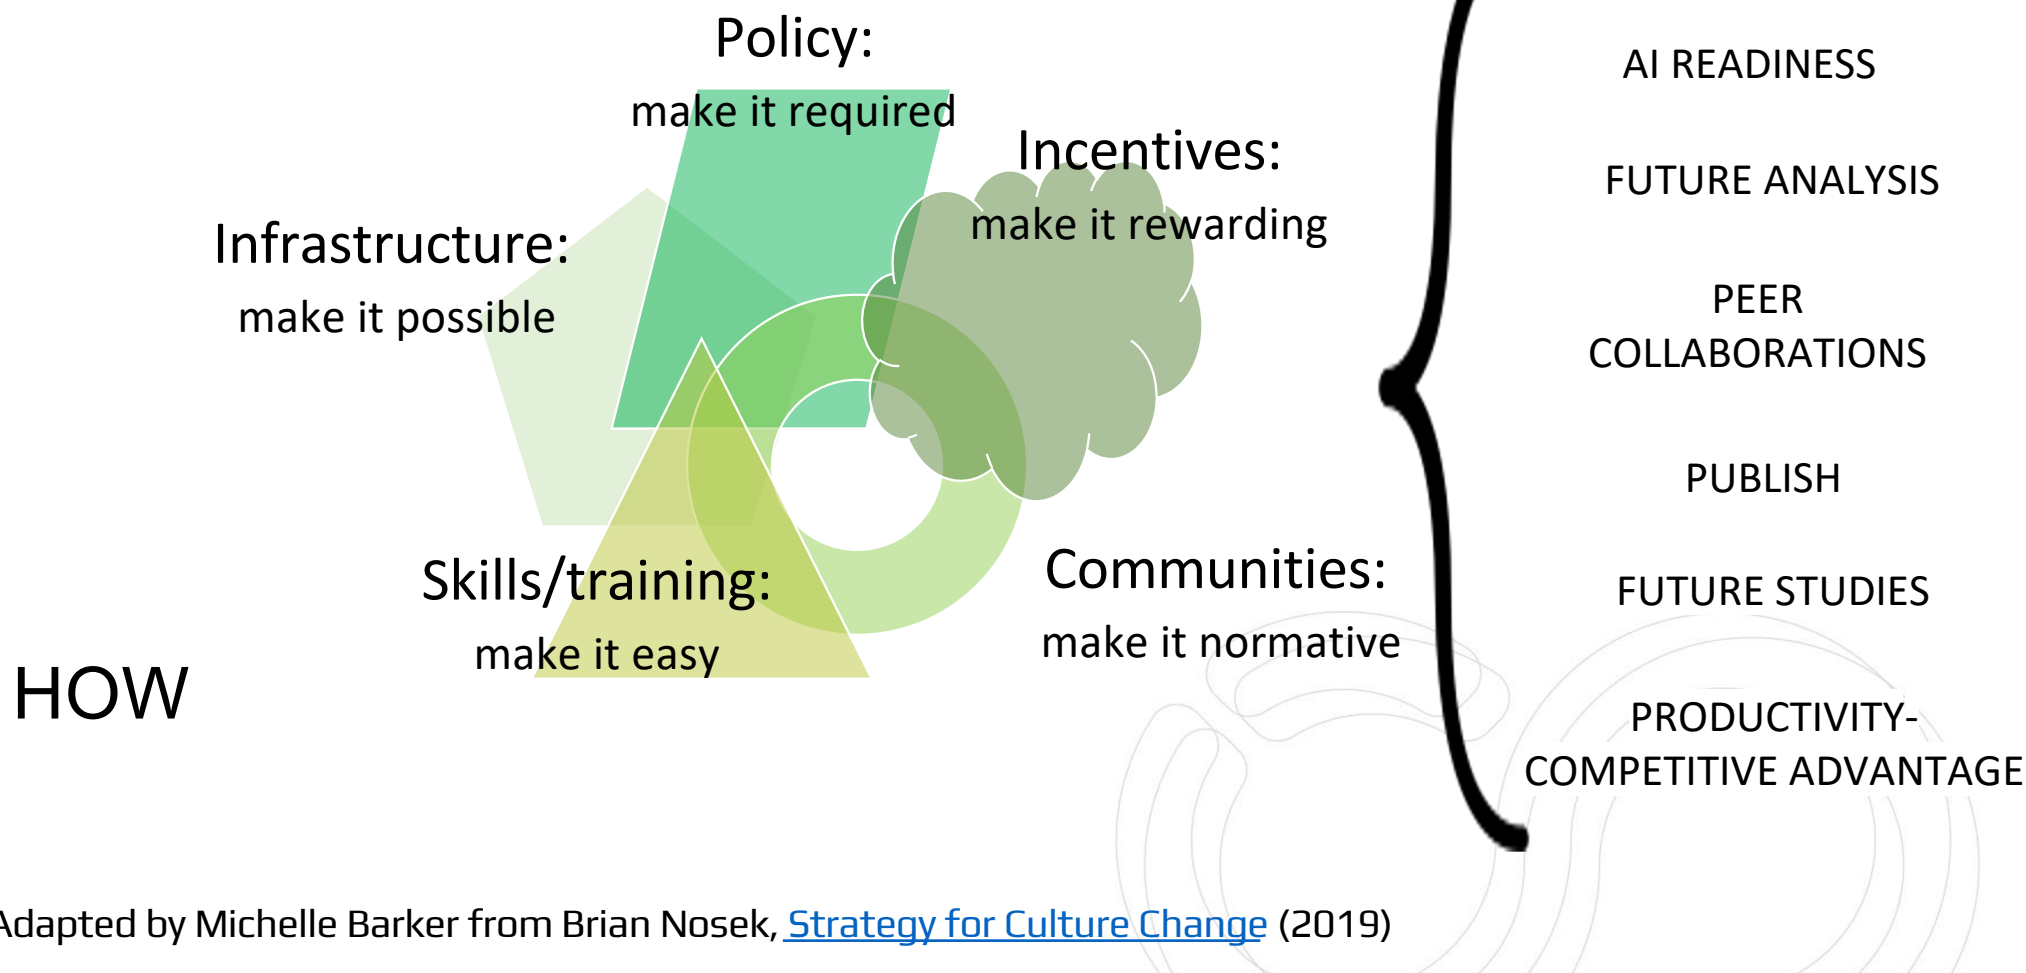 Policy:
make it required
Incentives:
make it rewarding
Infrastructure:
make it possible
Skills/training:
make it easy
Communities:
make it normative
HOW
AI READINESS
FUTURE ANALYSIS
PEER
COLLABORATIONS
PUBLISH
FUTURE STUDIES
PRODUCTIVITY-
COMPETITIVE ADVANTAGE
Adapted by Michelle Barker from Brian Nosek, Strategy for Culture Change (2019)